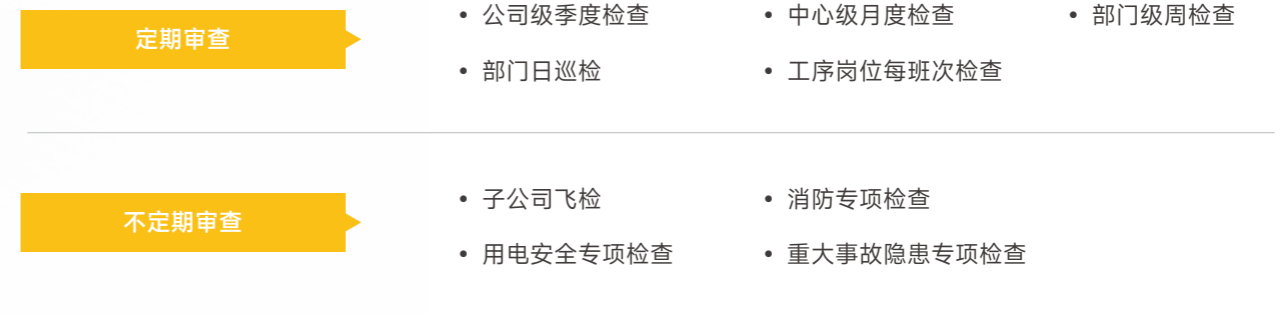 定期审查
• 公司级季度检查 • 中心级月度检查 • 部门级周检查
• 部门日巡检 • 工序岗位每班次检查
不定期审查
• 子公司飞检 • 消防专项检查
• 用电安全专项检查 • 重大事故隐患专项检查